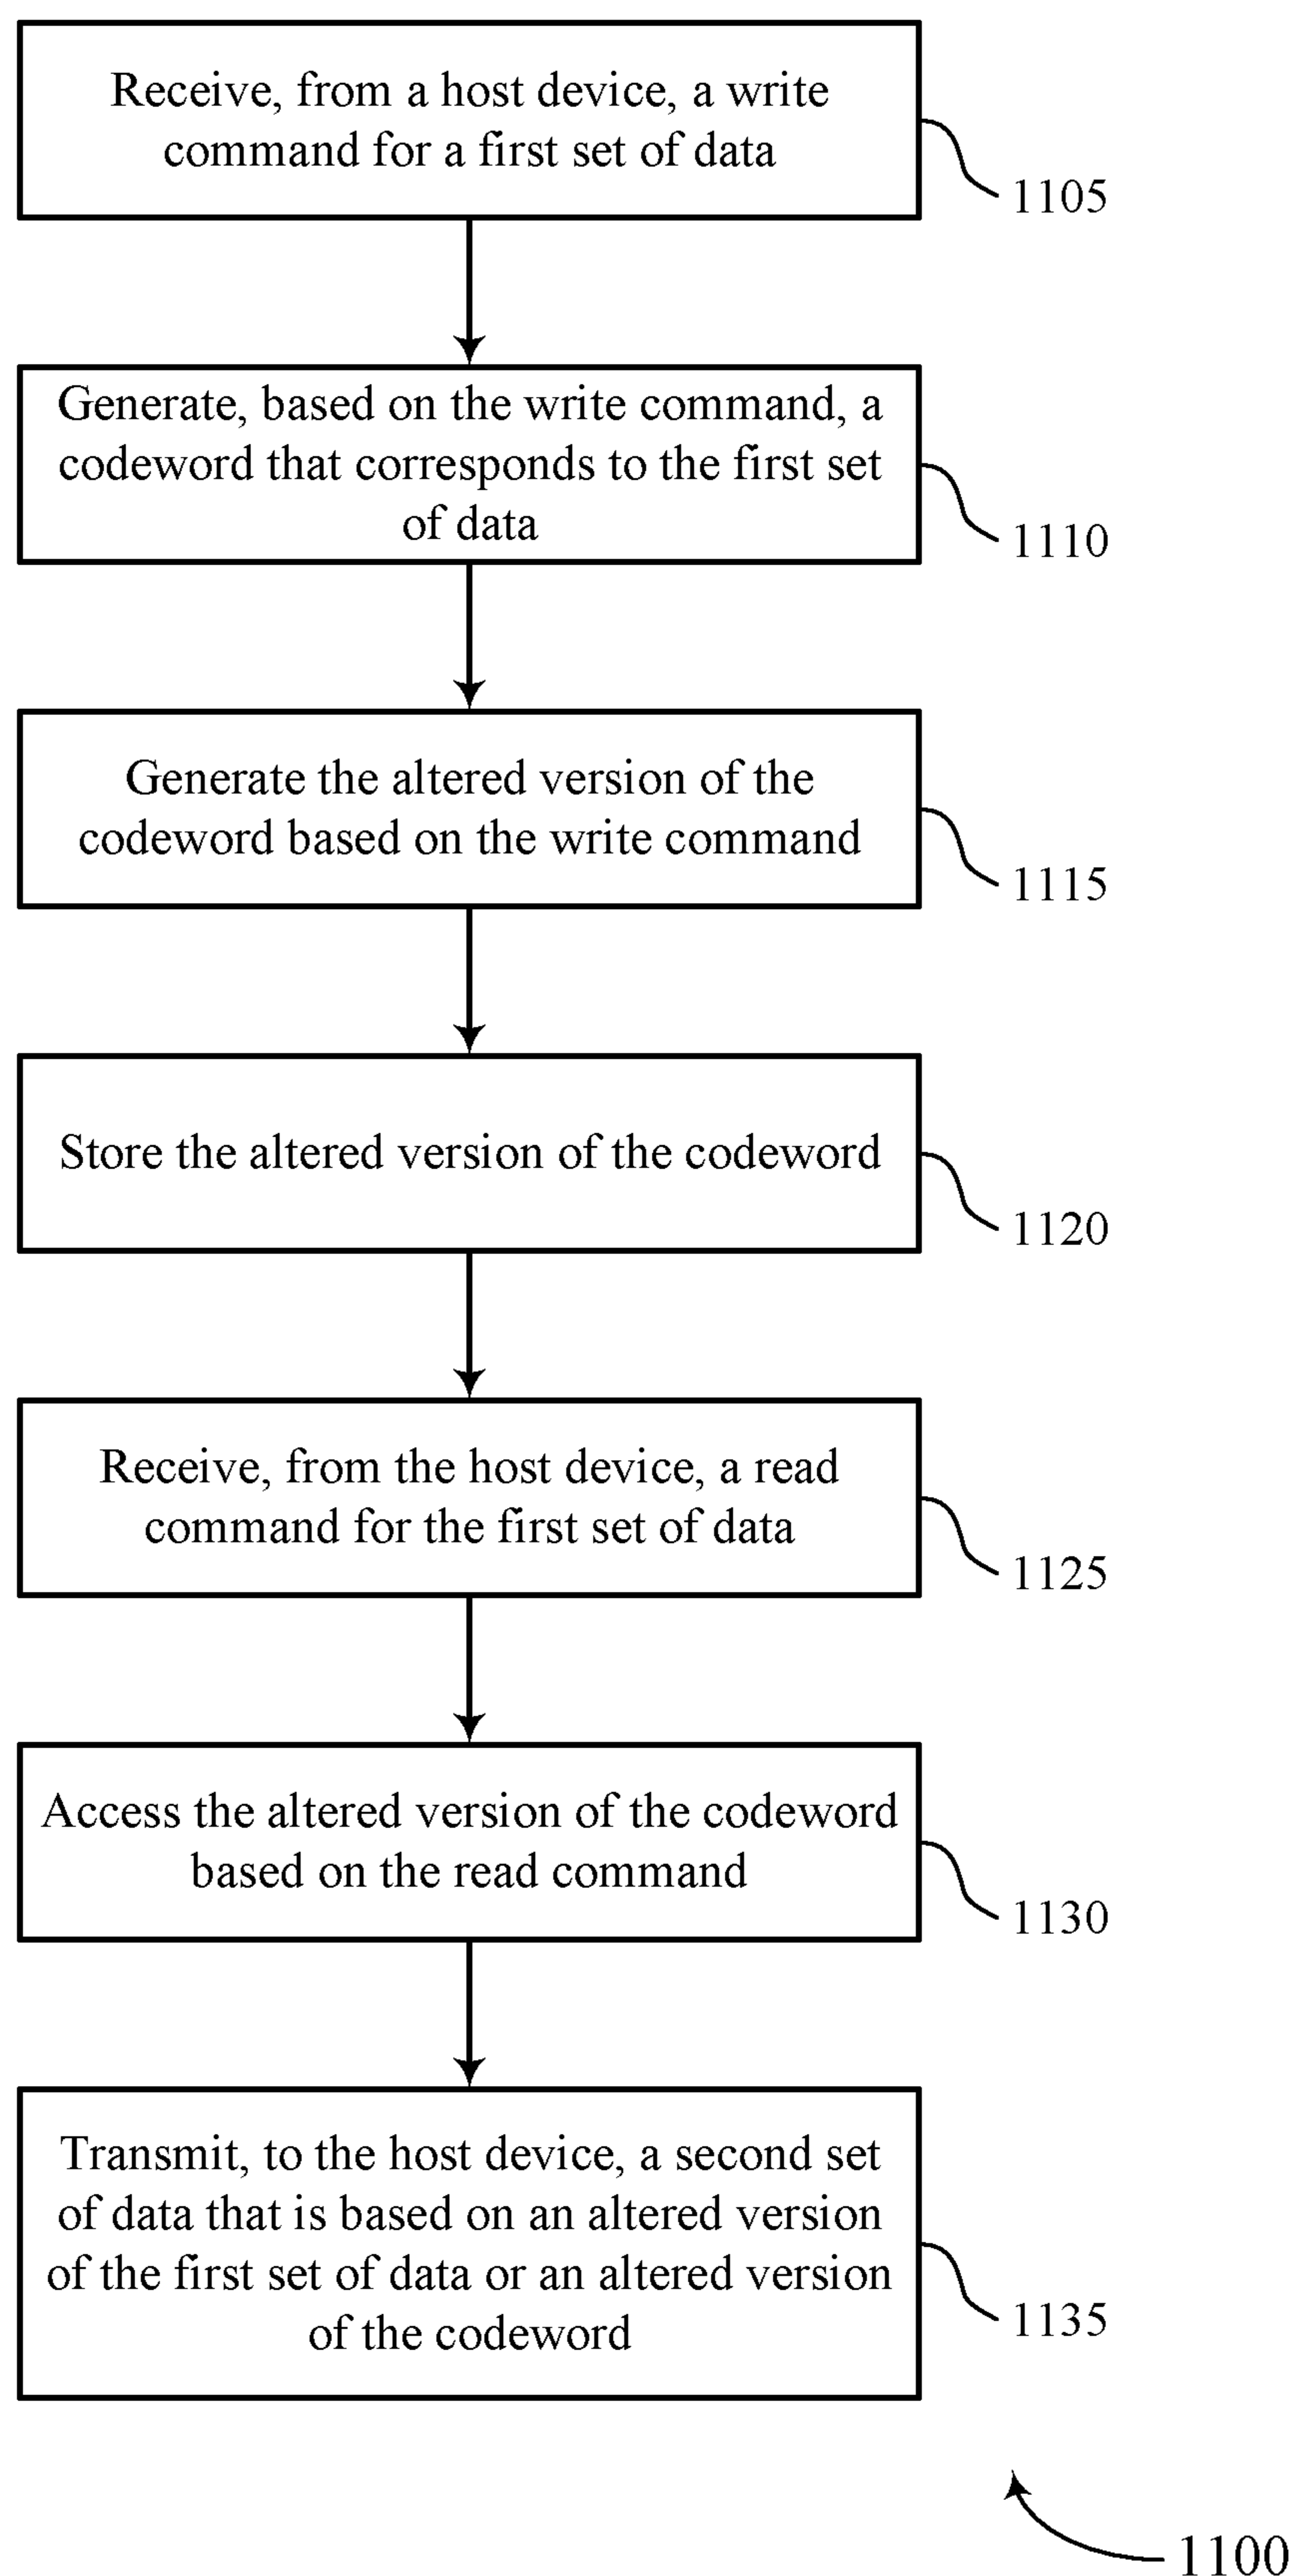 Receive, from a host device, a write
command for a first set of data
1105
Generate, based on the write command, a
codeword that corresponds to the first set
of data
1110
Generate the altered version of the
codeword based on the write command
1115
Store the altered version of the codeword
1120
Receive, from the host device, a read
command for the first set of data
1125
Access the altered version of the codeword
based on the read command
1130
Transmit, to the host device, a second set
of data that is based on an altered version
of the first set of data or an altered version
of the codeword
1135
1100